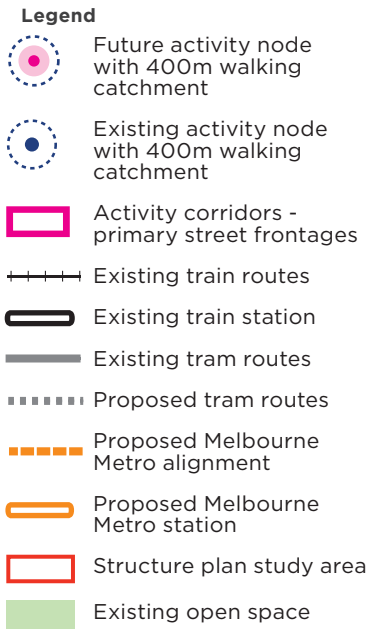 Legend
Future activity node
with 400m walking
catchment
Existing activity node
with 400m walking
catchment
Activity corridors -
primary street frontages
Existing train routes
Existing train station
Existing tram routes
Proposed tram routes
Proposed Melbourne
Metro alignment
Proposed Melbourne
Metro station
Structure plan study area
Existing open space